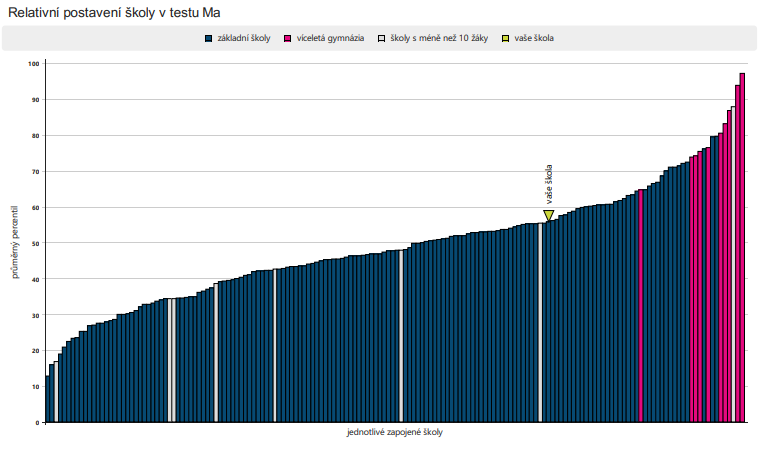 Relativní postavení školy v testu Ma
základní školy víceletá gymnázia školy s méně než 10 žáky vaše škola
100
90
80
70
60
50
40
30
20
10
0
průměrný percentil
vaše škola
jednotlivé zapojené školy